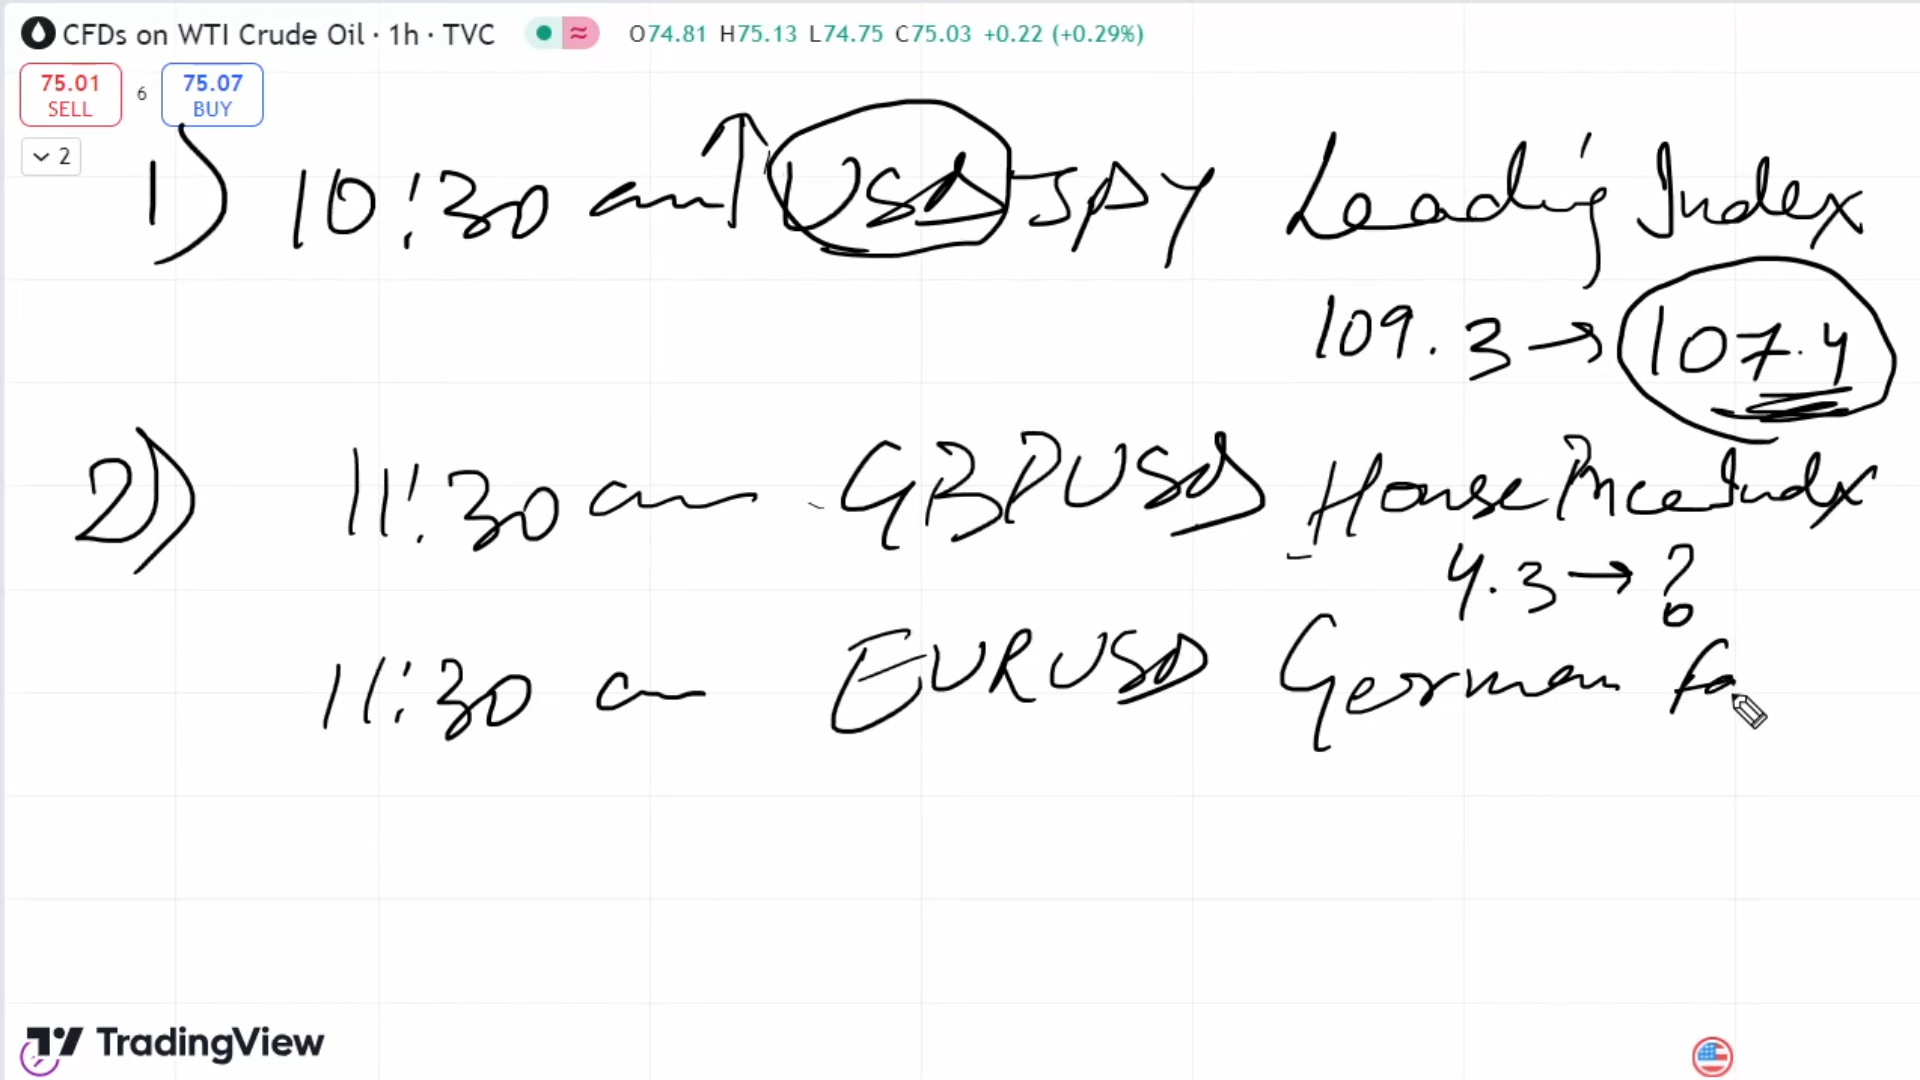 CFDs on WTI Crude Oil · 1h · TVC ≈ O74.81 H75.13 L74.75 C75.03 +0.22 (+0.29%)
75.01 SELL 6 75.07 BUY
2
1) 10:30 am ↑ USDJPY Leading Index
109.3 → 107.4
2) 11:30 am GBPUSD House Price Index
4.3 → ?
11:30 am EURUSD German Fa
TradingView